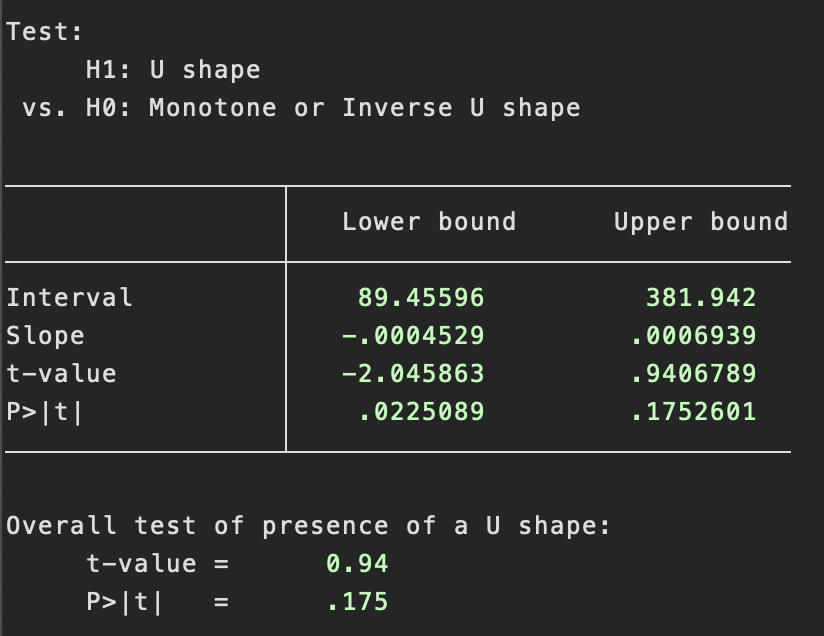 Test:
H1: U shape
vs. H0: Monotone or Inverse U shape
Lower bound Upper bound
Interval 89.45596 381.942
Slope -.0004529 .0006939
t-value -2.045863 .9406789
P>|t| .0225089 .1752601
Overall test of presence of a U shape:
t-value = 0.94
P>|t| = .175